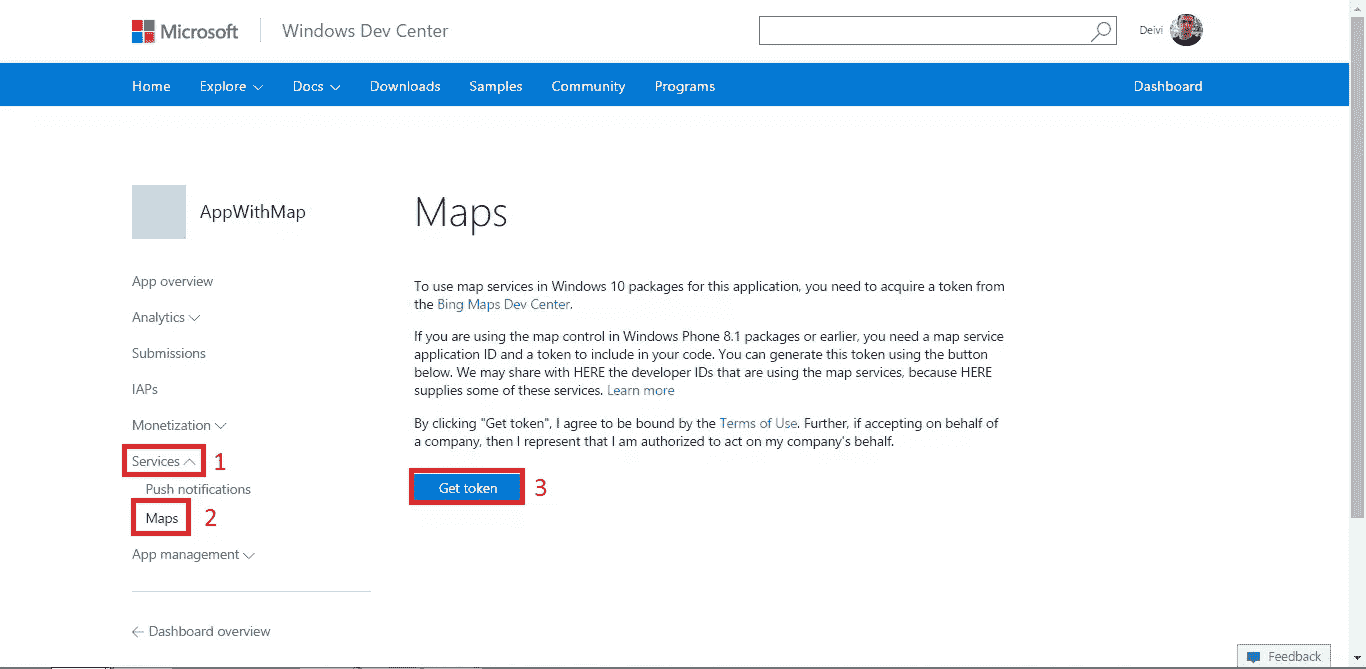 Microsoft
Windows Dev Center
Deivi
Home
Explore
Docs
Downloads
Samples
Community
Programs
Dashboard
AppWithMap
App overview
Analytics
Submissions
IAPs
Monetization
Services
1
Push notifications
Maps
2
App management
Dashboard overview
Maps
To use map services in Windows 10 packages for this application, you need to acquire a token from
the Bing Maps Dev Center.
If you are using the map control in Windows Phone 8.1 packages or earlier, you need a map service
application ID and a token to include in your code. You can generate this token using the button
below. We may share with HERE the developer IDs that are using the map services, because HERE
supplies some of these services. Learn more
By clicking "Get token", I agree to be bound by the Terms of Use. Further, if accepting on behalf of
a company, then I represent that I am authorized to act on my company's behalf.
Get token
3
Feedback